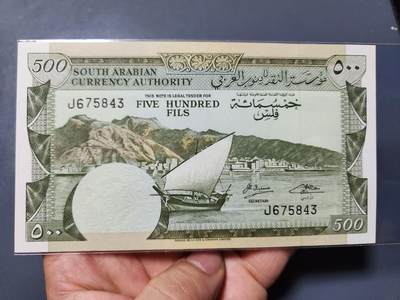 500
SOUTH ARABIAN
CURRENCY AUTHORITY
مؤسسة النقد للجنوب العربي
٥٠٠
THIS NOTE IS LEGAL TENDER FOR
J675843
FIVE HUNDRED
FILS
خمسمائة
فلس
SECRETARY
J675843
٥٠٠
500